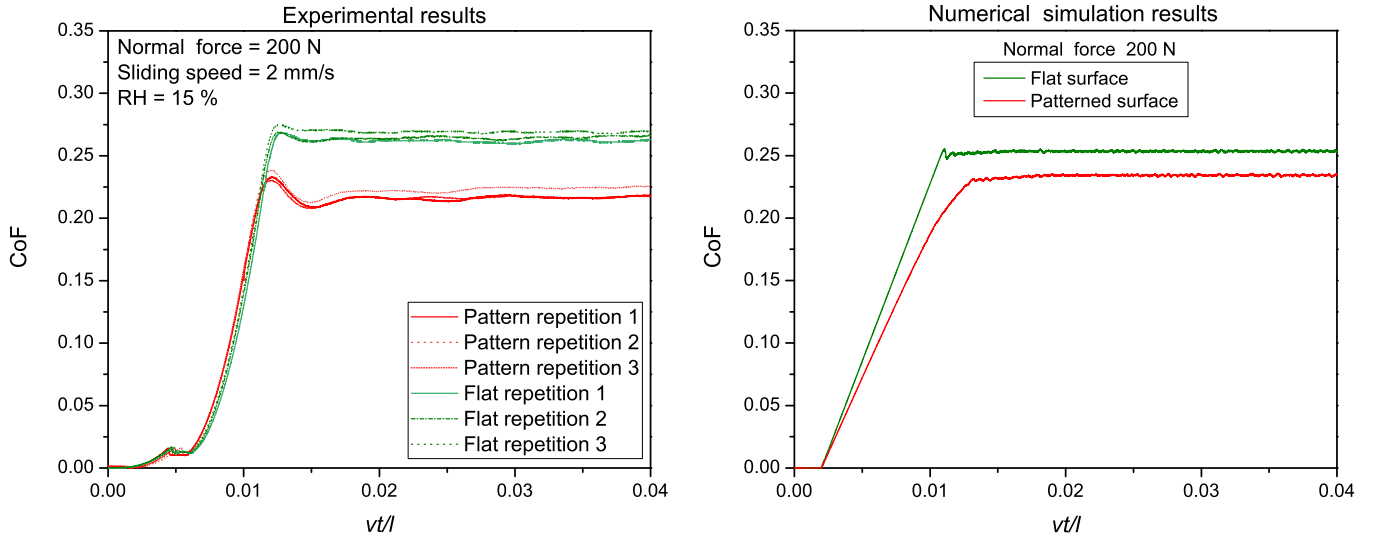 Experimental results
Normal force = 200 N
Sliding speed = 2 mm/s
RH = 15 %
0.35
0.30
0.25
0.20
0.15
0.10
0.05
0.00
CoF
Pattern repetition 1
Pattern repetition 2
Pattern repetition 3
Flat repetition 1
Flat repetition 2
Flat repetition 3
0.00 0.01 0.02 0.03 0.04
vt/l
Numerical simulation results
Normal force 200 N
Flat surface
Patterned surface
0.35
0.30
0.25
0.20
0.15
0.10
0.05
0.00
CoF
0.00 0.01 0.02 0.03 0.04
vt/l